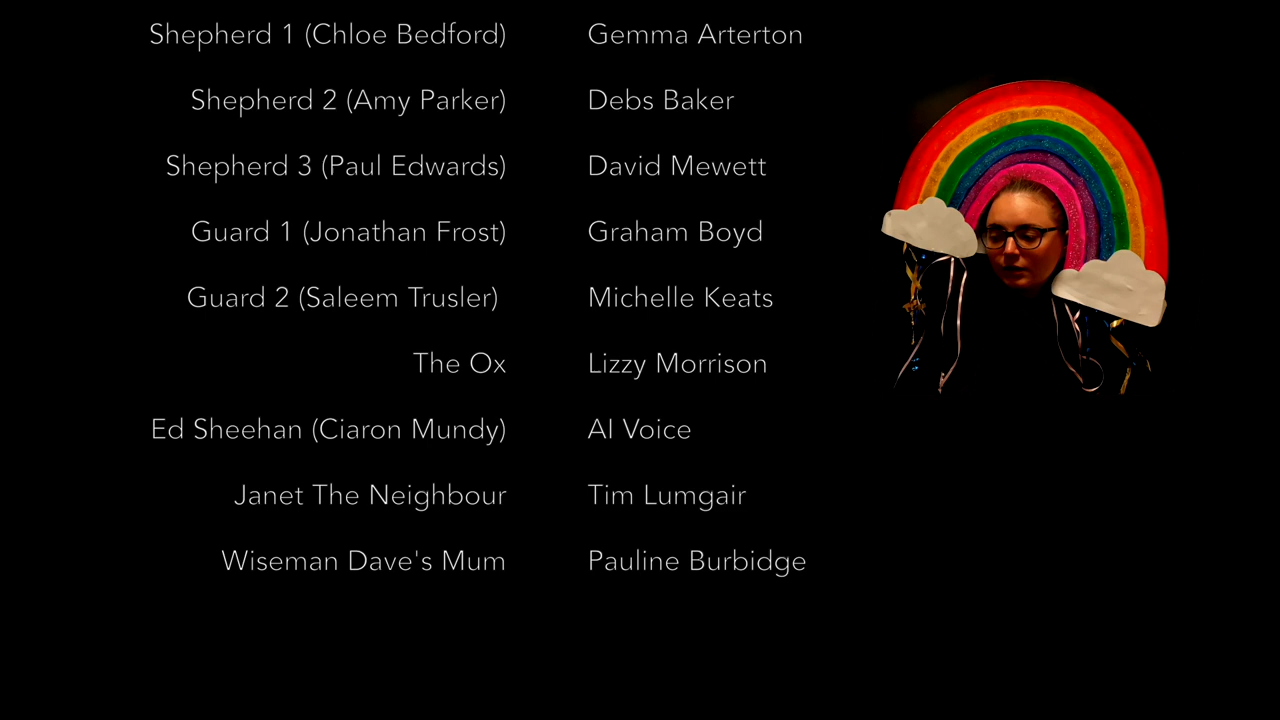 Shepherd 1 (Chloe Bedford) Gemma Arterton
Shepherd 2 (Amy Parker) Debs Baker
Shepherd 3 (Paul Edwards) David Mewett
Guard 1 (Jonathan Frost) Graham Boyd
Guard 2 (Saleem Trusler) Michelle Keats
The Ox Lizzy Morrison
Ed Sheehan (Ciaron Mundy) AI Voice
Janet The Neighbour Tim Lumgair
Wiseman Dave's Mum Pauline Burbidge